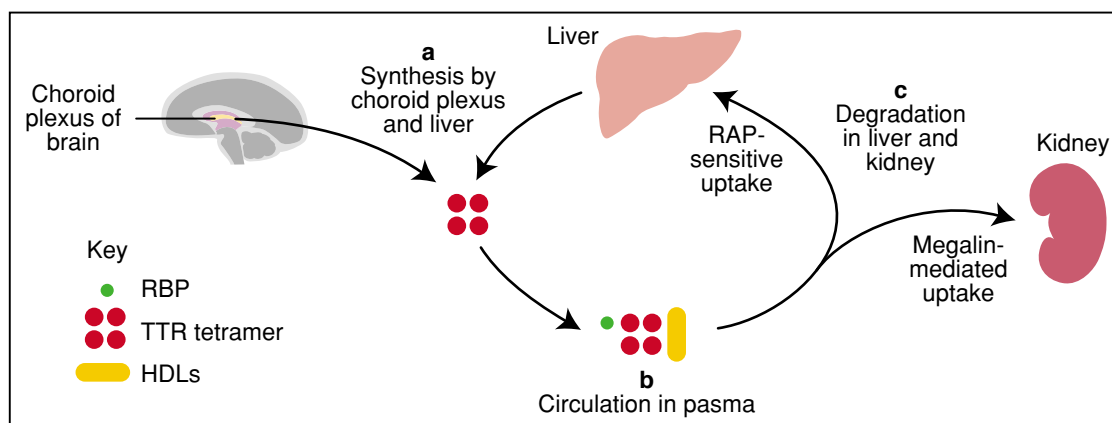 Choroid
plexus of
brain
a
Synthesis by
choroid plexus
and liver
Liver
RAP-
sensitive
uptake
c
Degradation
in liver and
kidney
Kidney
Megalin-
mediated
uptake
Key
RBP
TTR tetramer
HDLs
b
Circulation in pasma